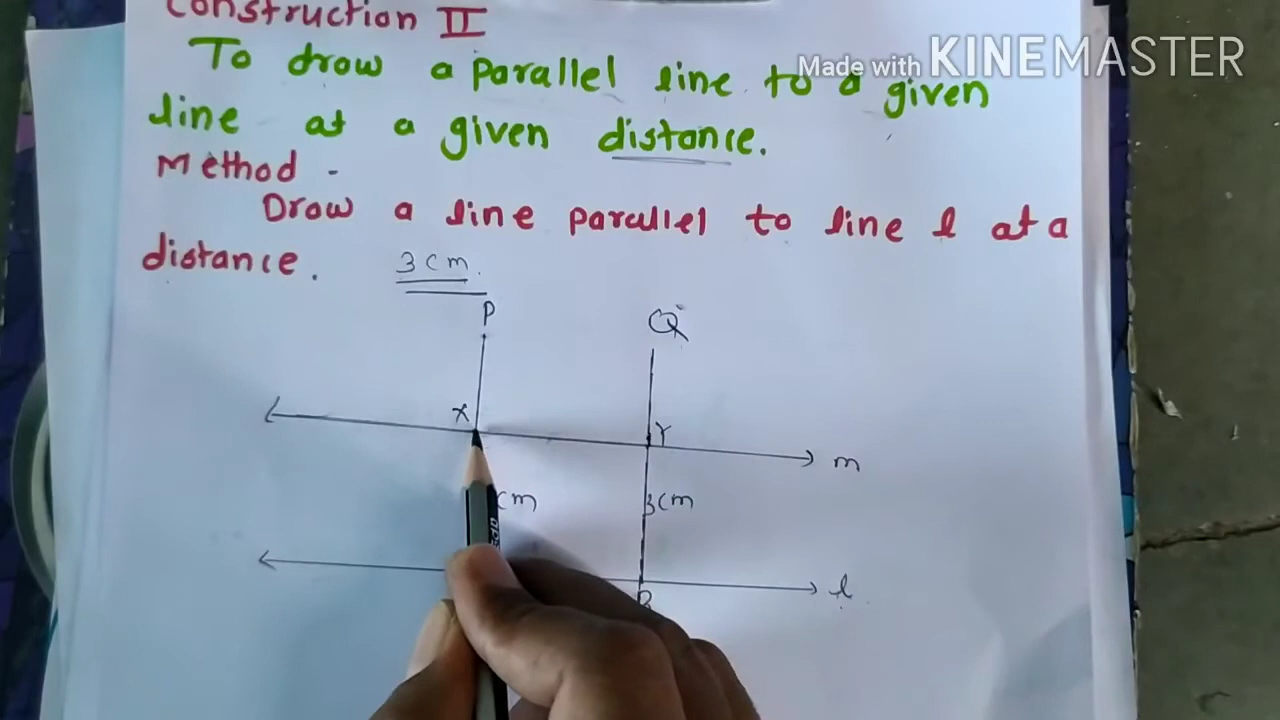 Construction II
Made with KINEMASTER
To draw a parallel line to a given
line at a given distance.
Method -
Draw a line parallel to line l at a
distance. 3cm.
P
Q
X
Y
m
cm
3cm
l